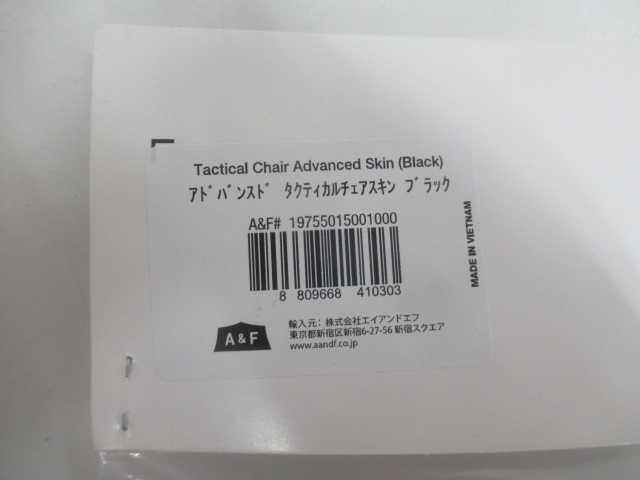 Tactical Chair Advanced Skin (Black)
ｱﾄﾞﾊﾞﾝｽﾄﾞ ﾀｸﾃｨｶﾙﾁｪｱｽｷﾝ ﾌﾞﾗｯｸ
A&F# 19755015001000
8 809668 410303
MADE IN VIETNAM
A & F
輸入元：株式会社エイアンドエフ
東京都新宿区新宿6-27-56 新宿スクエア
www.aandf.co.jp